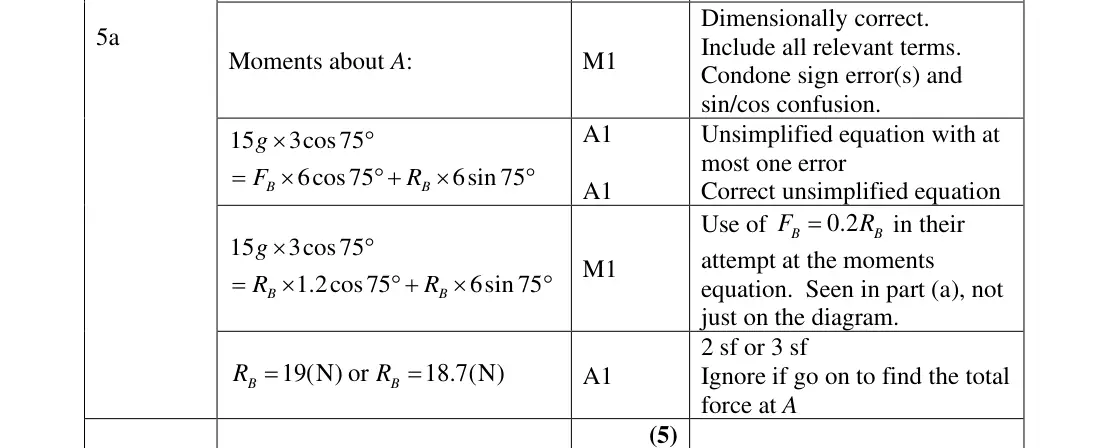 5a
Moments about A:
M1
Dimensionally correct.
Include all relevant terms.
Condone sign error(s) and
sin/cos confusion.
15g × 3cos 75°
= F_B × 6cos 75° + R_B × 6sin 75°
A1
A1
Unsimplified equation with at
most one error
Correct unsimplified equation
15g × 3cos 75°
= R_B × 1.2cos 75° + R_B × 6sin 75°
M1
Use of F_B = 0.2R_B in their
attempt at the moments
equation. Seen in part (a), not
just on the diagram.
R_B = 19(N) or R_B = 18.7(N)
A1
2 sf or 3 sf
Ignore if go on to find the total
force at A
(5)